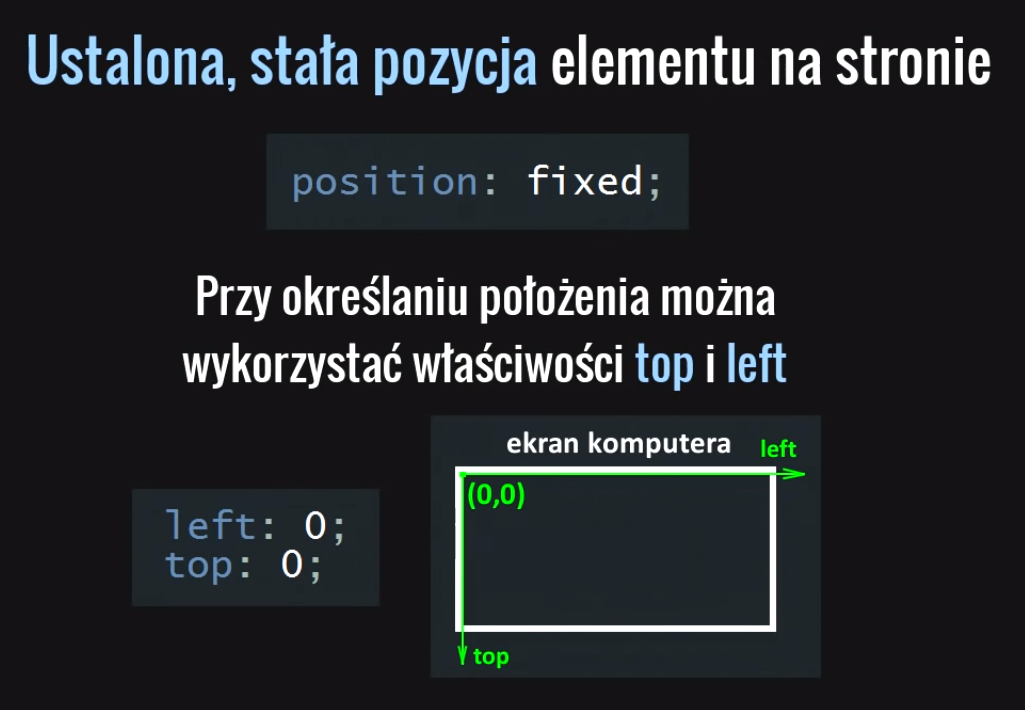 Ustalona, stała pozycja elementu na stronie
position: fixed;
Przy określaniu położenia można
wykorzystać właściwości top i left
left: 0;
top: 0;
ekran komputera
left
(0,0)
top